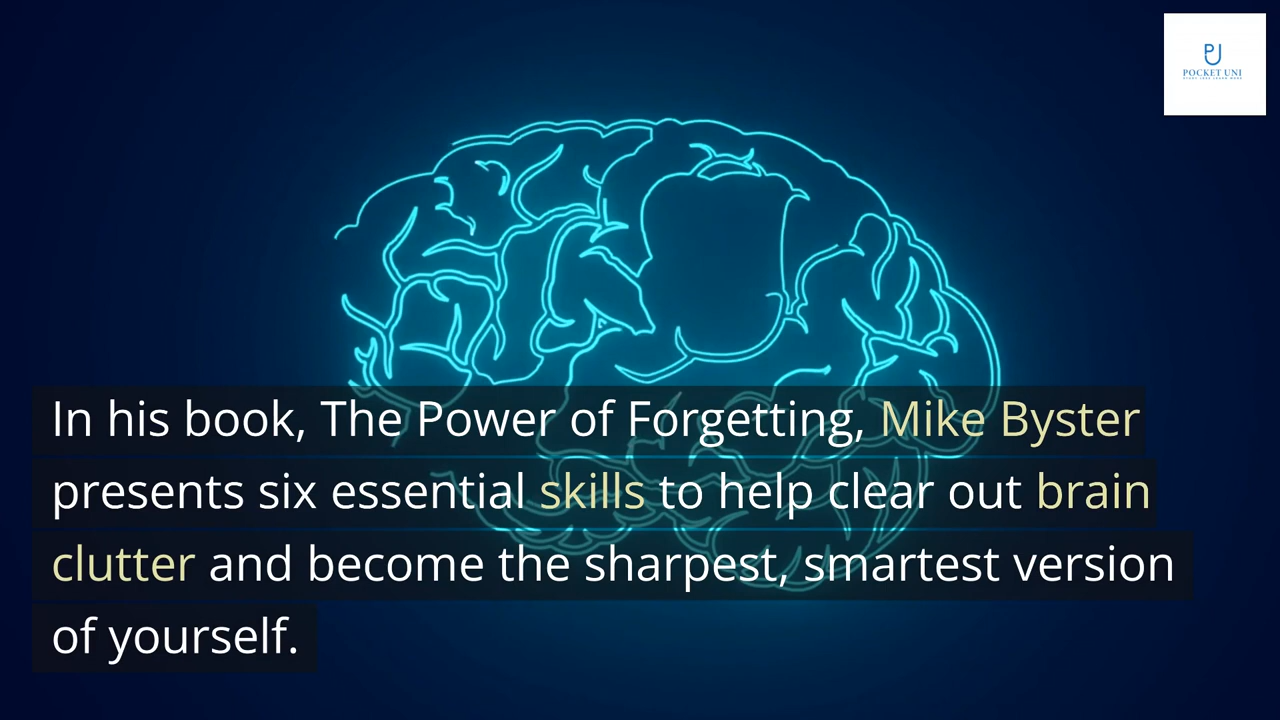 POCKET UNI
In his book, The Power of Forgetting, Mike Byster
presents six essential skills to help clear out brain
clutter and become the sharpest, smartest version
of yourself.